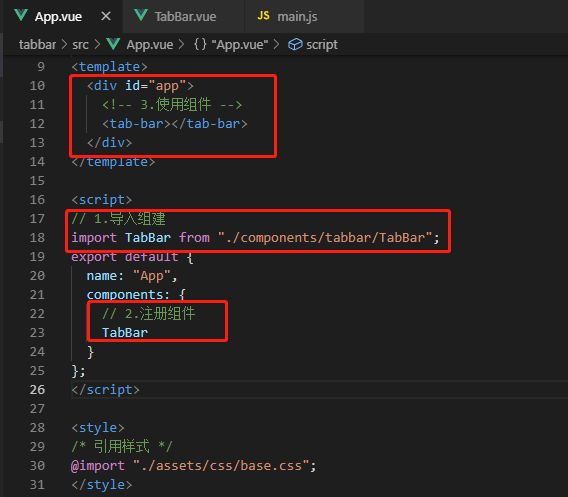 App.vue × TabBar.vue JS main.js
tabbar > src > App.vue > {} "App.vue" > script
9 <template>
10 <div id="app">
11 <!-- 3.使用组件 -->
12 <tab-bar></tab-bar>
13 </div>
14 </template>
15
16 <script>
17 // 1.导入组建
18 import TabBar from "./components/tabbar/TabBar";
19 export default {
20 name: "App",
21 components: {
22 // 2.注册组件
23 TabBar
24 }
25 };
26 </script>
27
28 <style>
29 /* 引用样式 */
30 @import "./assets/css/base.css";
31 </style>